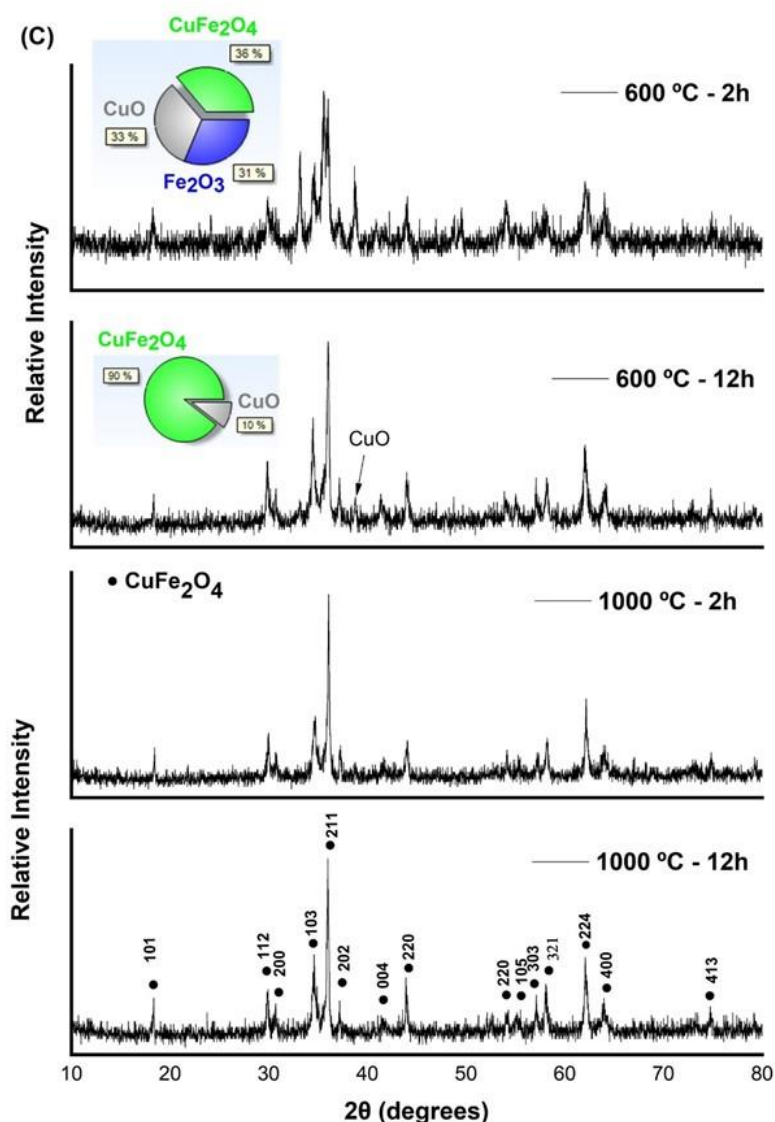 (C)
CuFe2O4
36 %
CuO
33 %
31 %
Fe2O3
600 ºC - 2h
Relative Intensity
CuFe2O4
90 %
CuO
10 %
600 ºC - 12h
CuO
• CuFe2O4
1000 ºC - 2h
Relative Intensity
1000 ºC - 12h
101
112
200
103
211
202
004
220
220
105
303
321
224
400
413
10 20 30 40 50 60 70 80
2θ (degrees)